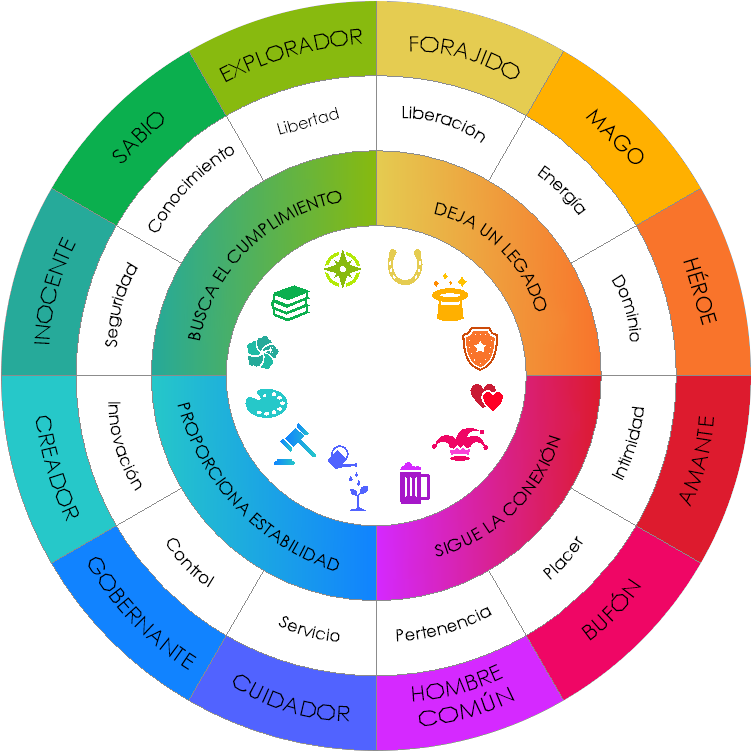 EXPLORADOR
FORAJIDO
MAGO
HÉROE
AMANTE
BUFÓN
HOMBRE
COMÚN
CUIDADOR
GOBERNANTE
CREADOR
INOCENTE
SABIO
Libertad
Liberación
Energía
Dominio
Intimidad
Placer
Pertenencia
Servicio
Control
Innovación
Seguridad
Conocimiento
BUSCA EL CUMPLIMIENTO
DEJA UN LEGADO
SIGUE LA CONEXIÓN
PROPORCIONA ESTABILIDAD